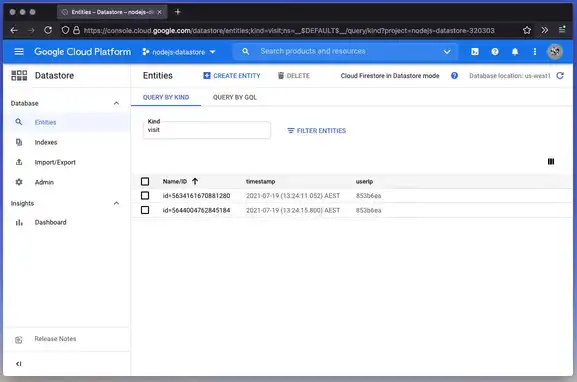 Entities – Datastore – nodejs-da
https://console.cloud.google.com/datastore/entities;kind=visit;ns=__$DEFAULT$__/query/kind?project=nodejs-datastore-320303
Google Cloud Platform
nodejs-dataastore
Search products and resources
Datastore
Entities
CREATE ENTITY
DELETE
Cloud Firestore in Datastore mode
Database location: us-west1
Database
QUERY BY KIND
QUERY BY GQL
Entities
Kind
visit
FILTER ENTITIES
Indexes
Import/Export
Admin
Insights
Dashboard
Name/ID
timestamp
userIp
id=5634161670881280
2021-07-19 (13:24:11.052) AEST
853b6ea
id=5644004762845184
2021-07-19 (13:24:15.800) AEST
853b6ea
Release Notes